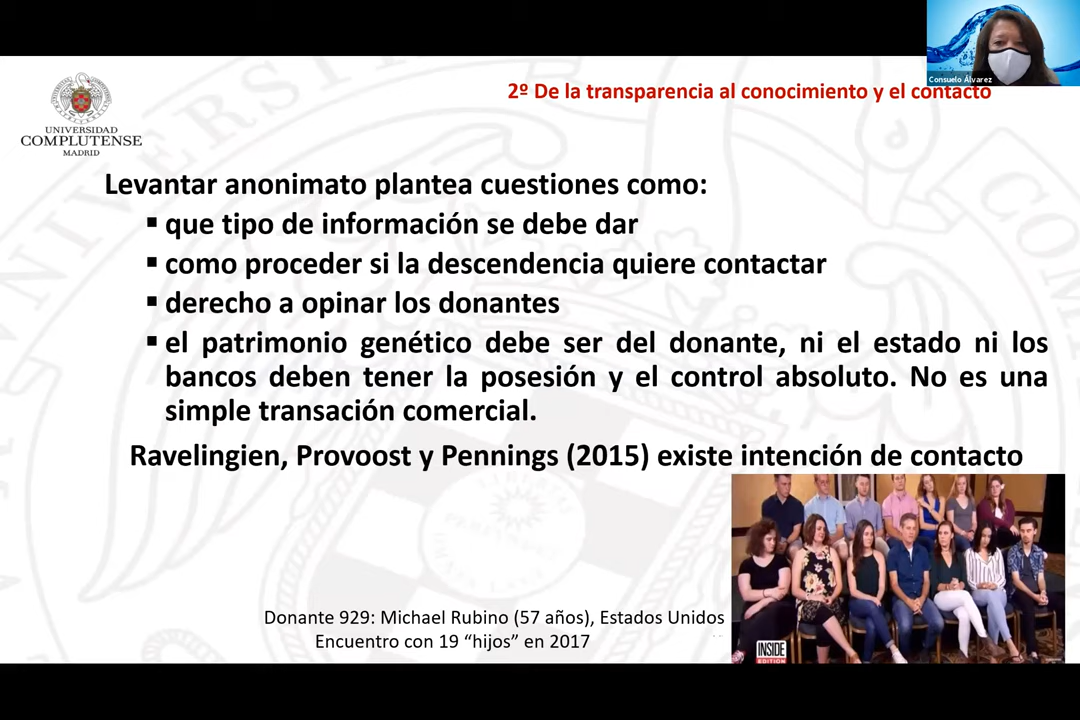 Consuelo Álvarez
2º De la transparencia al conocimiento y el contacto
UNIVERSIDAD
COMPLUTENSE
MADRID
Levantar anonimato plantea cuestiones como:
▪ que tipo de información se debe dar
▪ como proceder si la descendencia quiere contactar
▪ derecho a opinar los donantes
▪ el patrimonio genético debe ser del donante, ni el estado ni los
bancos deben tener la posesión y el control absoluto. No es una
simple transación comercial.
Ravelingien, Provoost y Pennings (2015) existe intención de contacto
Donante 929: Michael Rubino (57 años), Estados Unidos
Encuentro con 19 “hijos” en 2017
INSIDE
EDITION